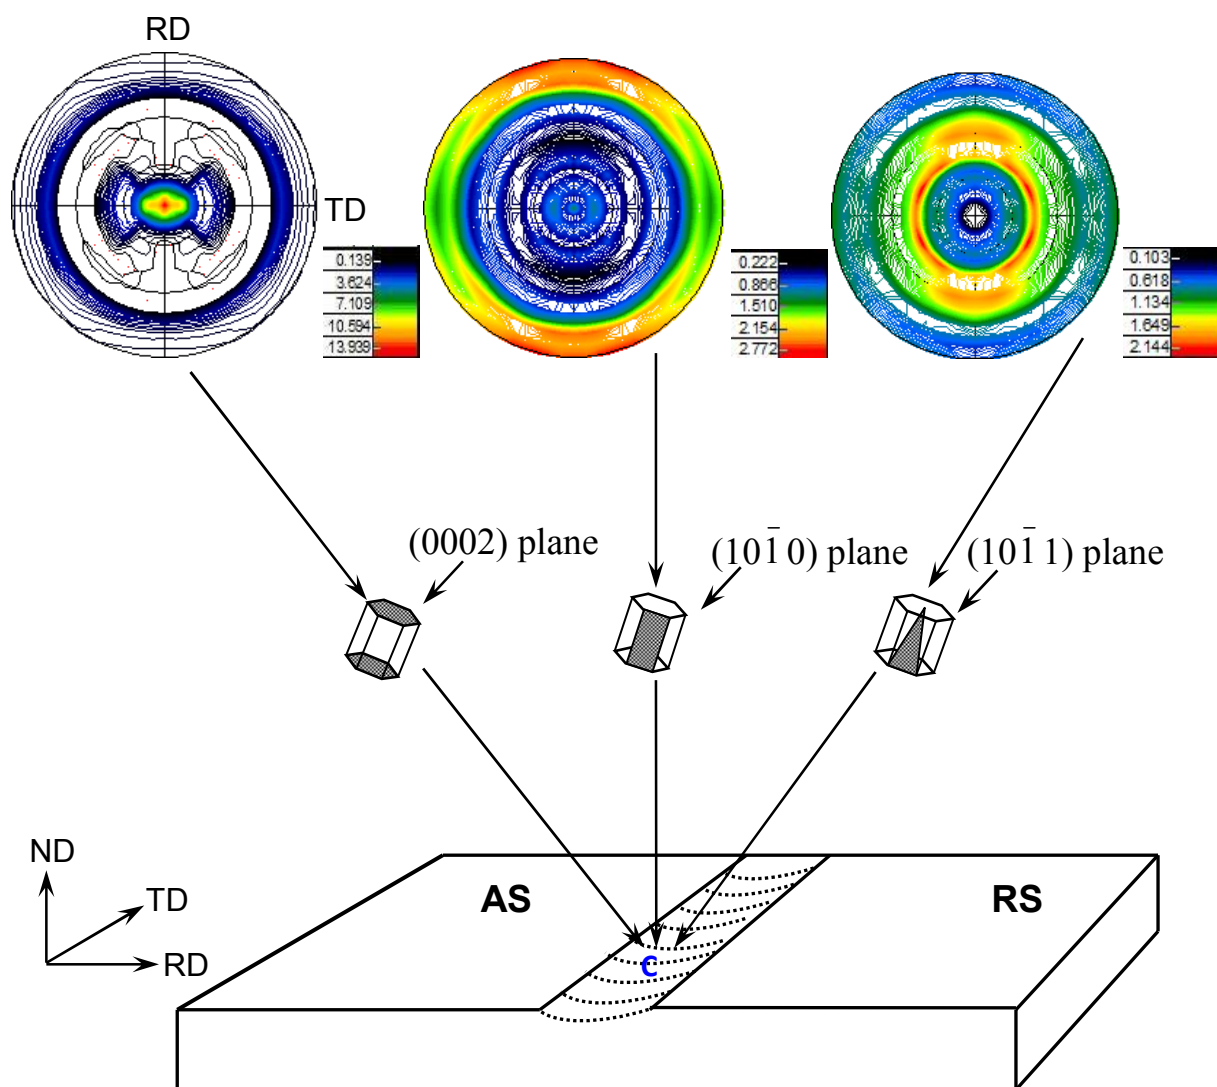 RD
TD
0.139
3.624
7.109
10.594
13.939
0.222
0.866
1.510
2.154
2.772
0.103
0.618
1.134
1.649
2.144
(0002) plane
(101̄0) plane
(101̄1) plane
ND
TD
RD
AS
RS
C